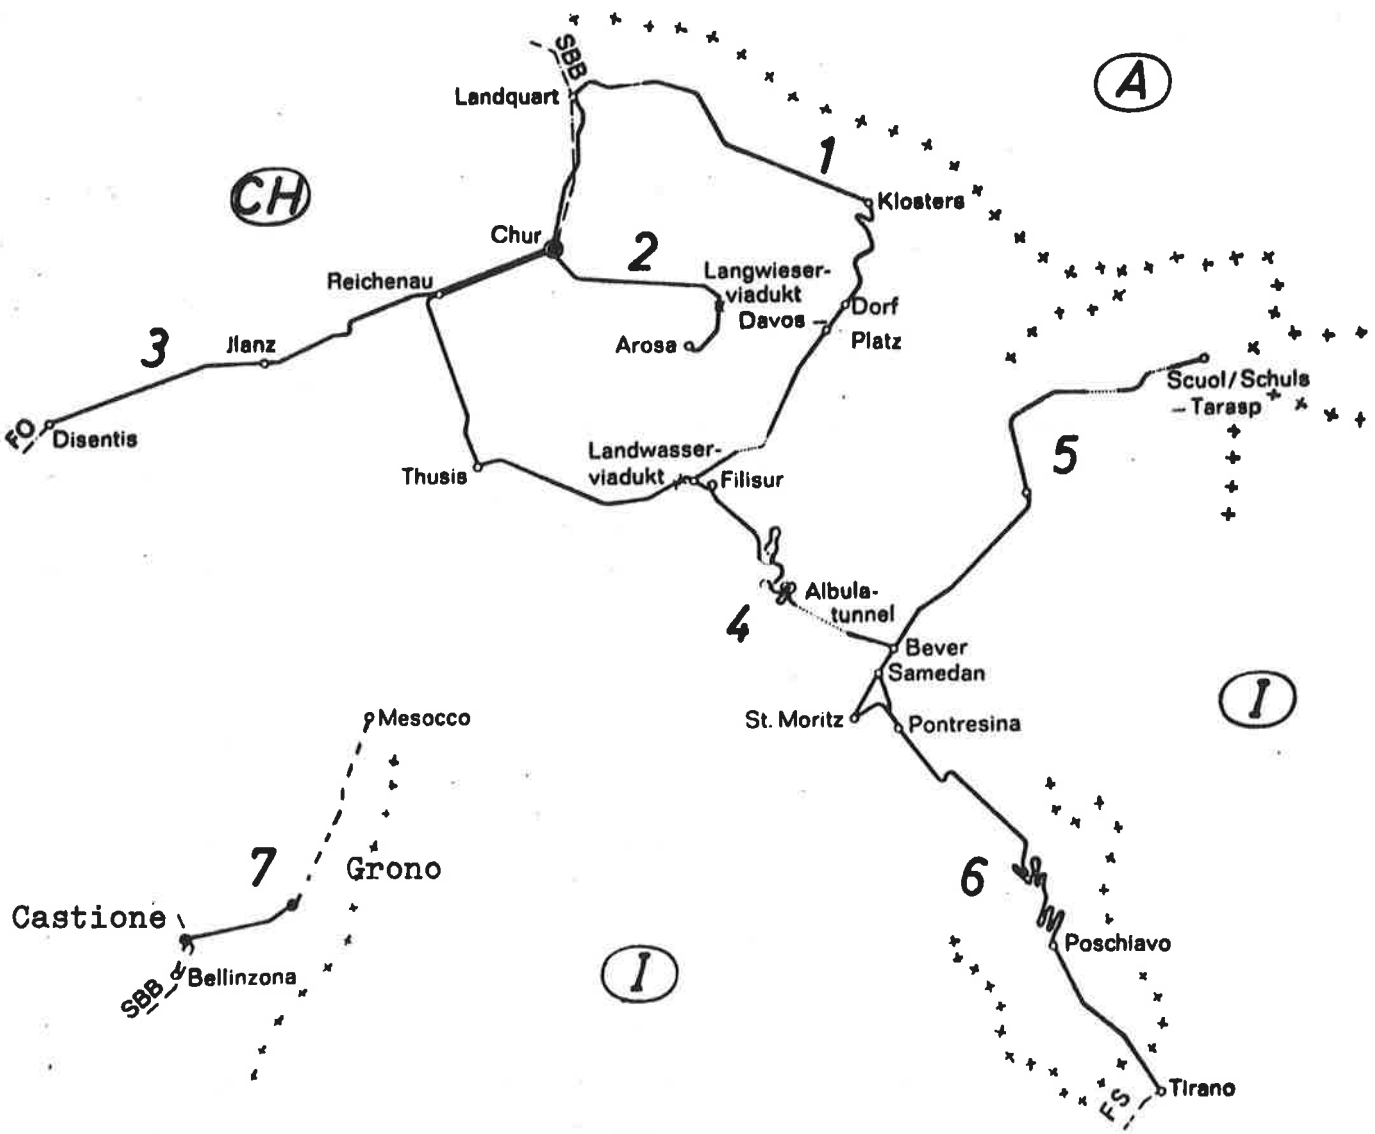 SBB
A
Landquart
1
CH
Klosters
Chur
2
Langwieser-
viadukt
Reichenau
Dorf
Davos –
Platz
Arosa
3
Jlanz
Scuol/Schuls
– Tarasp
FO
Disentis
Landwasser-
viadukt
Filisur
5
Thusis
Albula-
tunnel
4
Bever
Samedan
I
St. Moritz
Pontresina
Mesocco
7
Grono
6
Castione
Poschiavo
Bellinzona
SBB
I
Tirano
FS